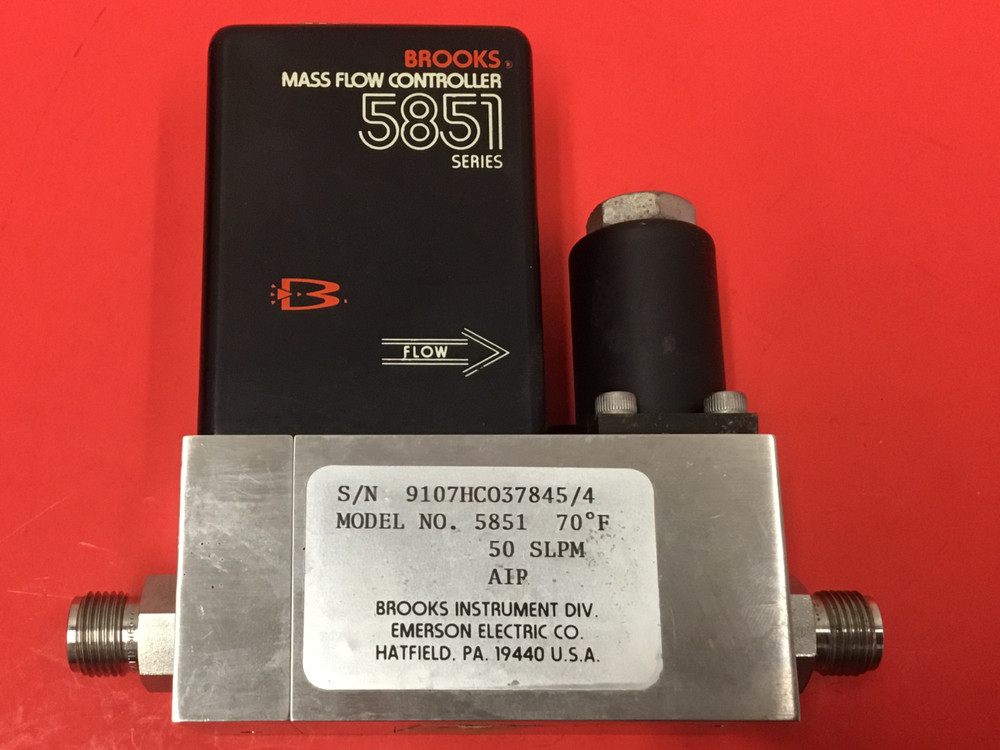 BROOKS®
MASS FLOW CONTROLLER
5851
SERIES
B
FLOW
S/N 9107HC037845/4
MODEL NO. 5851 70°F
50 SLPM
AIR
BROOKS INSTRUMENT DIV.
EMERSON ELECTRIC CO.
HATFIELD, PA. 19440 U.S.A.